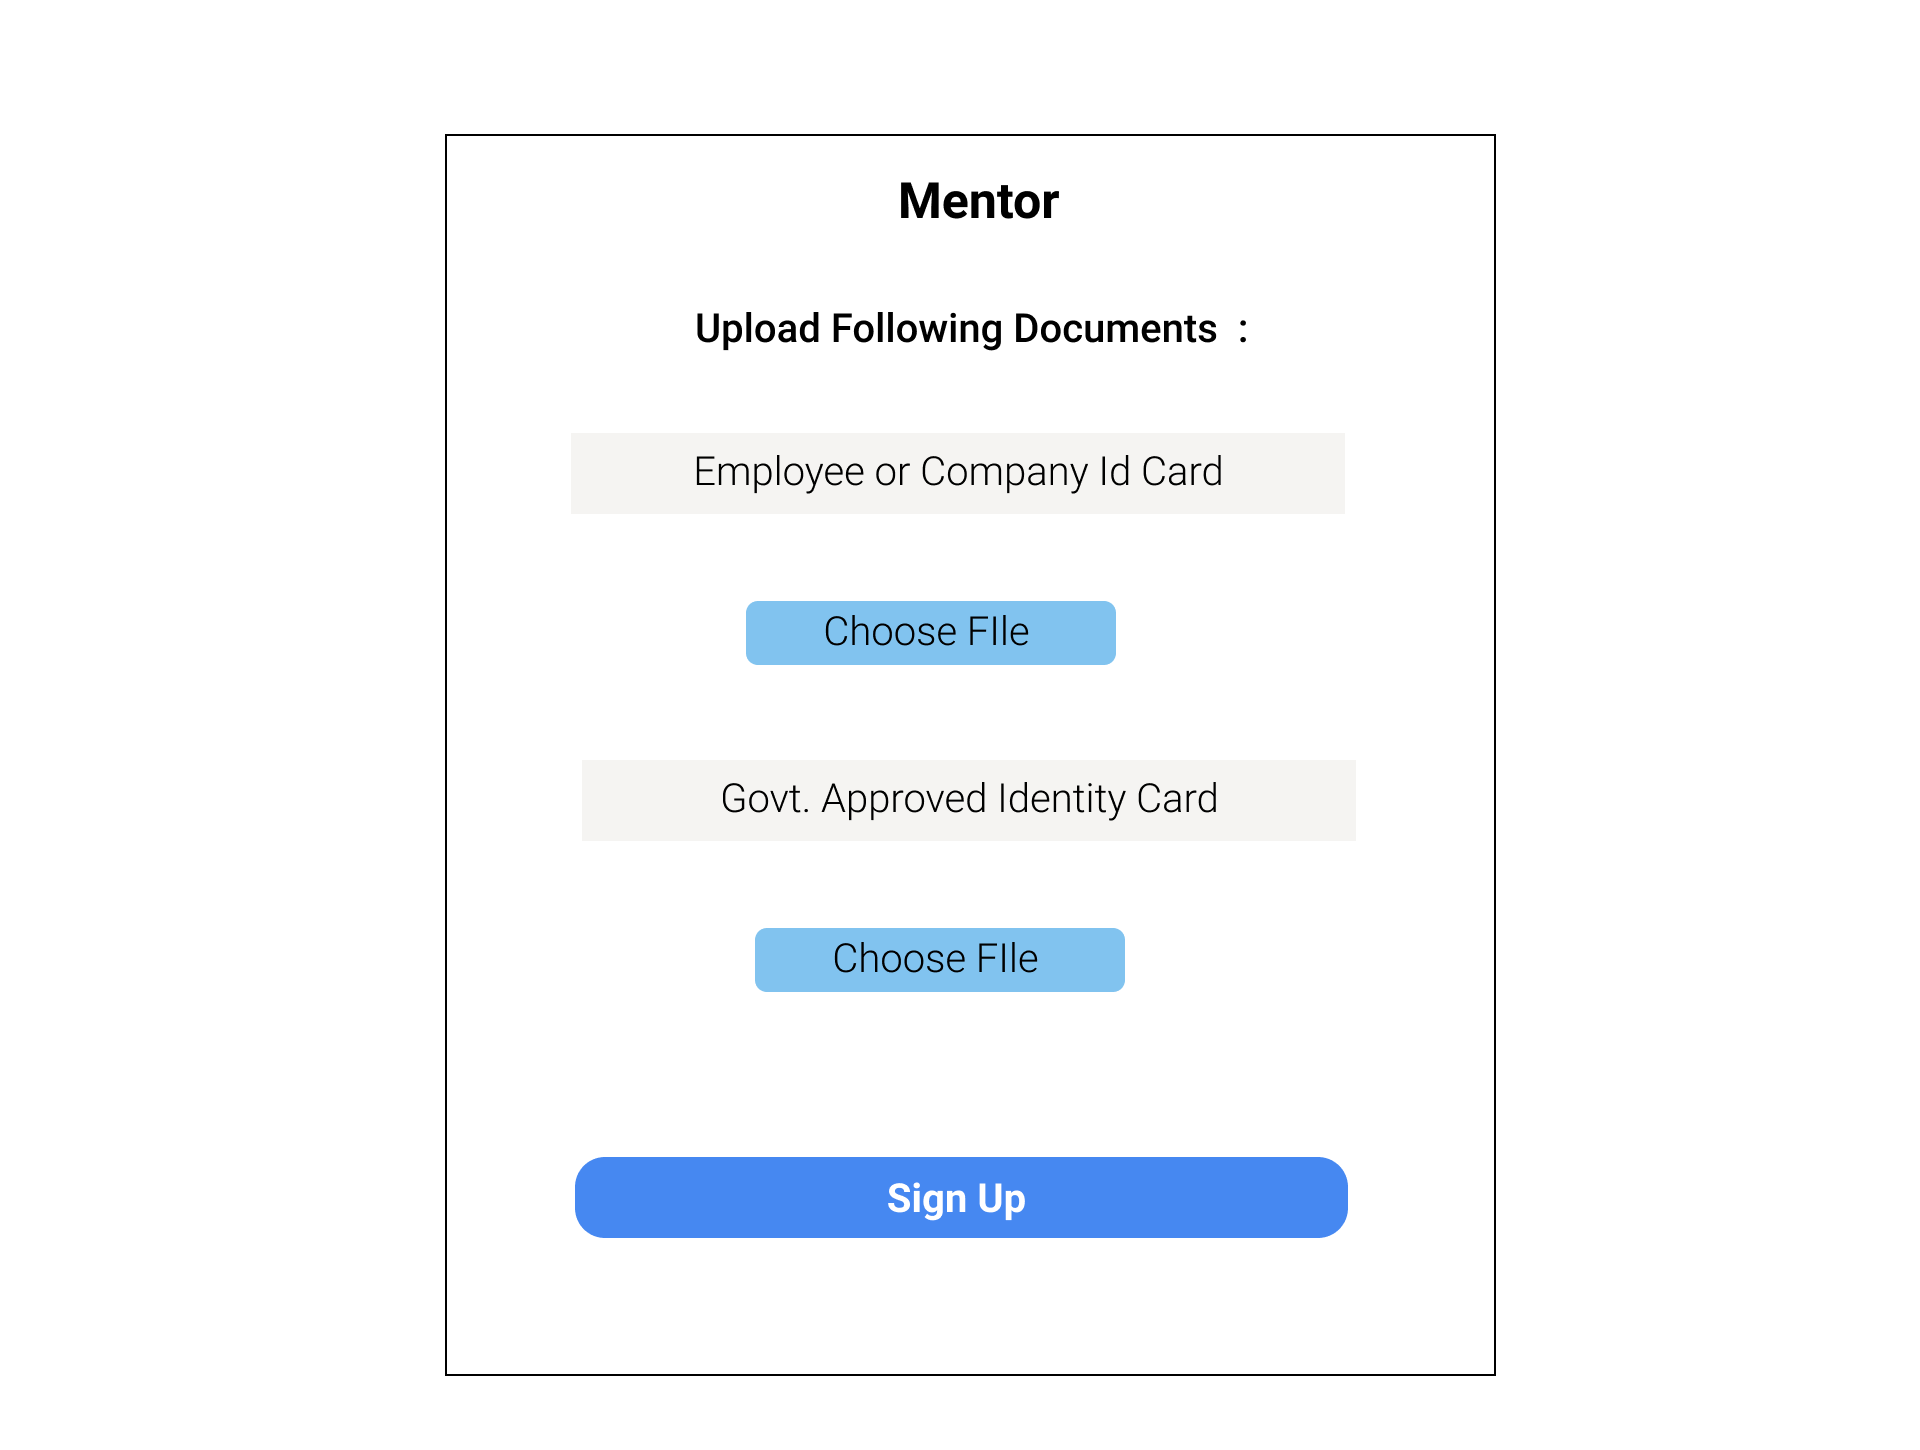 Mentor
Upload Following Documents :
Employee or Company Id Card
Choose FIle
Govt. Approved Identity Card
Choose FIle
Sign Up